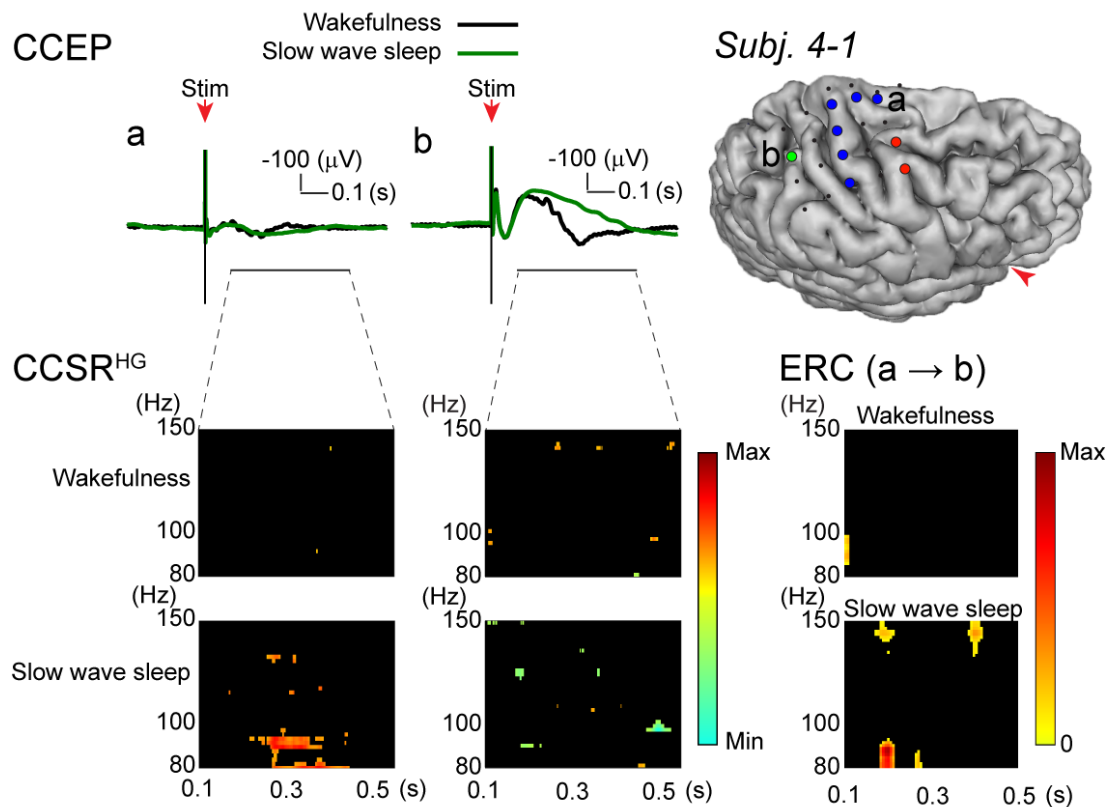 CCEP
Wakefulness
Slow wave sleep
Subj. 4-1
Stim
Stim
a
-100 (μV)
0.1 (s)
b
-100 (μV)
0.1 (s)
a
b
CCSRHG
ERC (a → b)
(Hz)
150
100
80
Wakefulness
(Hz)
150
100
80
Max
Min
Wakefulness
(Hz)
150
100
80
Max
0
(Hz)
150
100
80
Slow wave sleep
0.1 0.3 0.5 (s)
(Hz)
150
100
80
0.1 0.3 0.5 (s)
Slow wave sleep
(Hz)
150
100
80
0.1 0.3 0.5 (s)